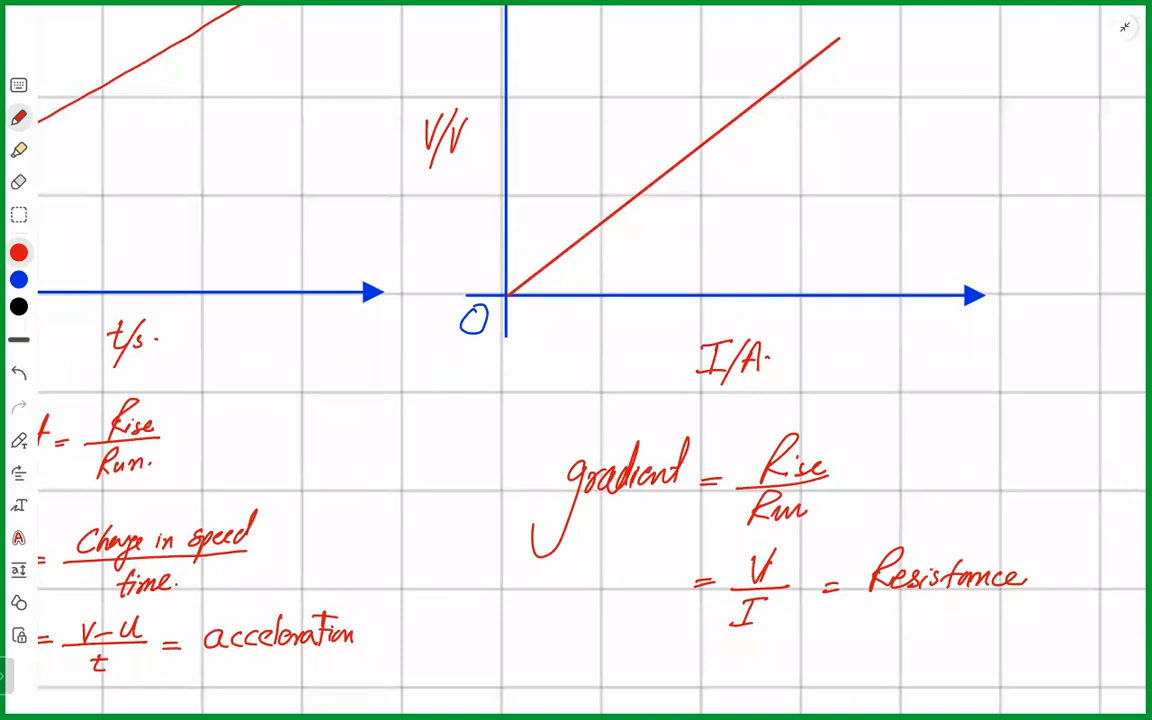 V/V
O
t/s.
I/A.
= Rise
Run.
= Change in speed
time.
= V-U
t
= acceleration
gradient = Rise
Run
= V
I
= Resistance